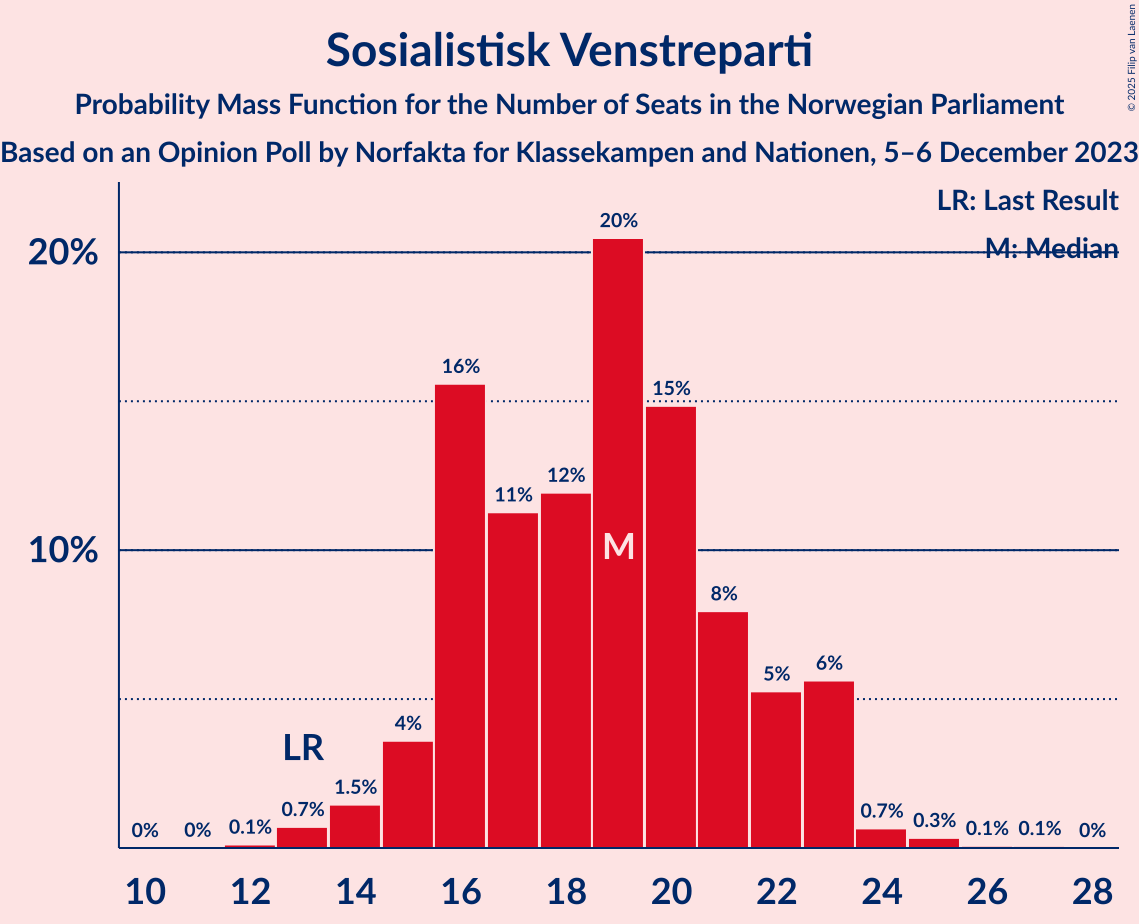 Sosialistisk Venstreparti
Probability Mass Function for the Number of Seats in the Norwegian Parliament
Based on an Opinion Poll by Norfakta for Klassekampen and Nationen, 5–6 December 2023
© 2025 Filip van Laenen
LR: Last Result
M: Median
20%
10%
0%
0%
0.1%
0.7%
1.5%
4%
16%
11%
12%
20%
15%
8%
5%
6%
0.7%
0.3%
0.1%
0.1%
0%
LR
M
10 12 14 16 18 20 22 24 26 28